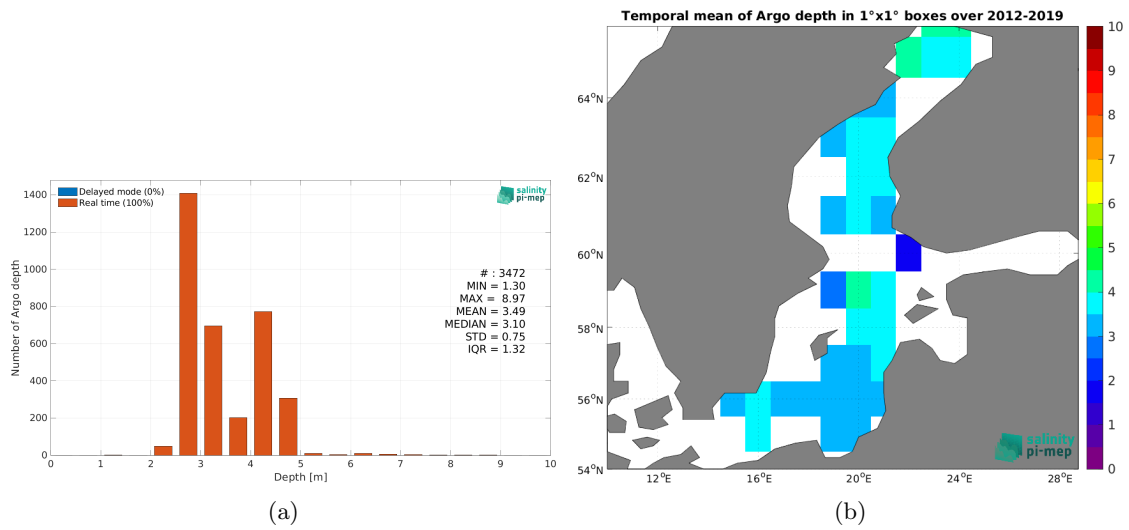 Delayed mode (0%)
Real time (100%)
salinity
pi-mep
1400
1200
1000
800
600
400
200
0
Number of Argo depth
# : 3472
MIN = 1.30
MAX = 8.97
MEAN = 3.49
MEDIAN = 3.10
STD = 0.75
IQR = 1.32
0 1 2 3 4 5 6 7 8 9 10
Depth [m]
(a)
Temporal mean of Argo depth in 1°x1° boxes over 2012-2019
64°N
62°N
60°N
58°N
56°N
54°N
12°E 16°E 20°E 24°E 28°E
salinity
pi-mep
10
9
8
7
6
5
4
3
2
1
0
(b)